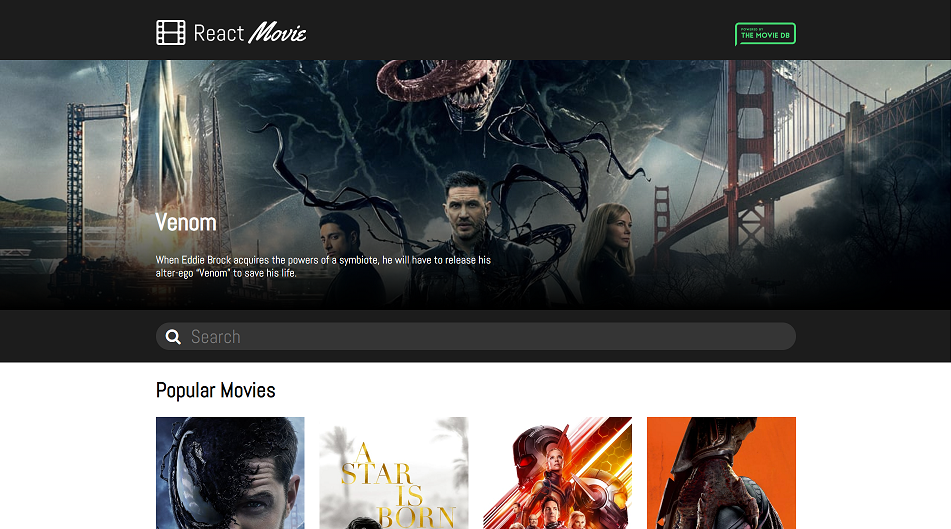 React Movie
POWERED BY
THE MOVIE DB
Venom
When Eddie Brock acquires the powers of a symbiote, he will have to release his
alter-ego “Venom” to save his life.
Search
Popular Movies
A
STAR
IS
BORN